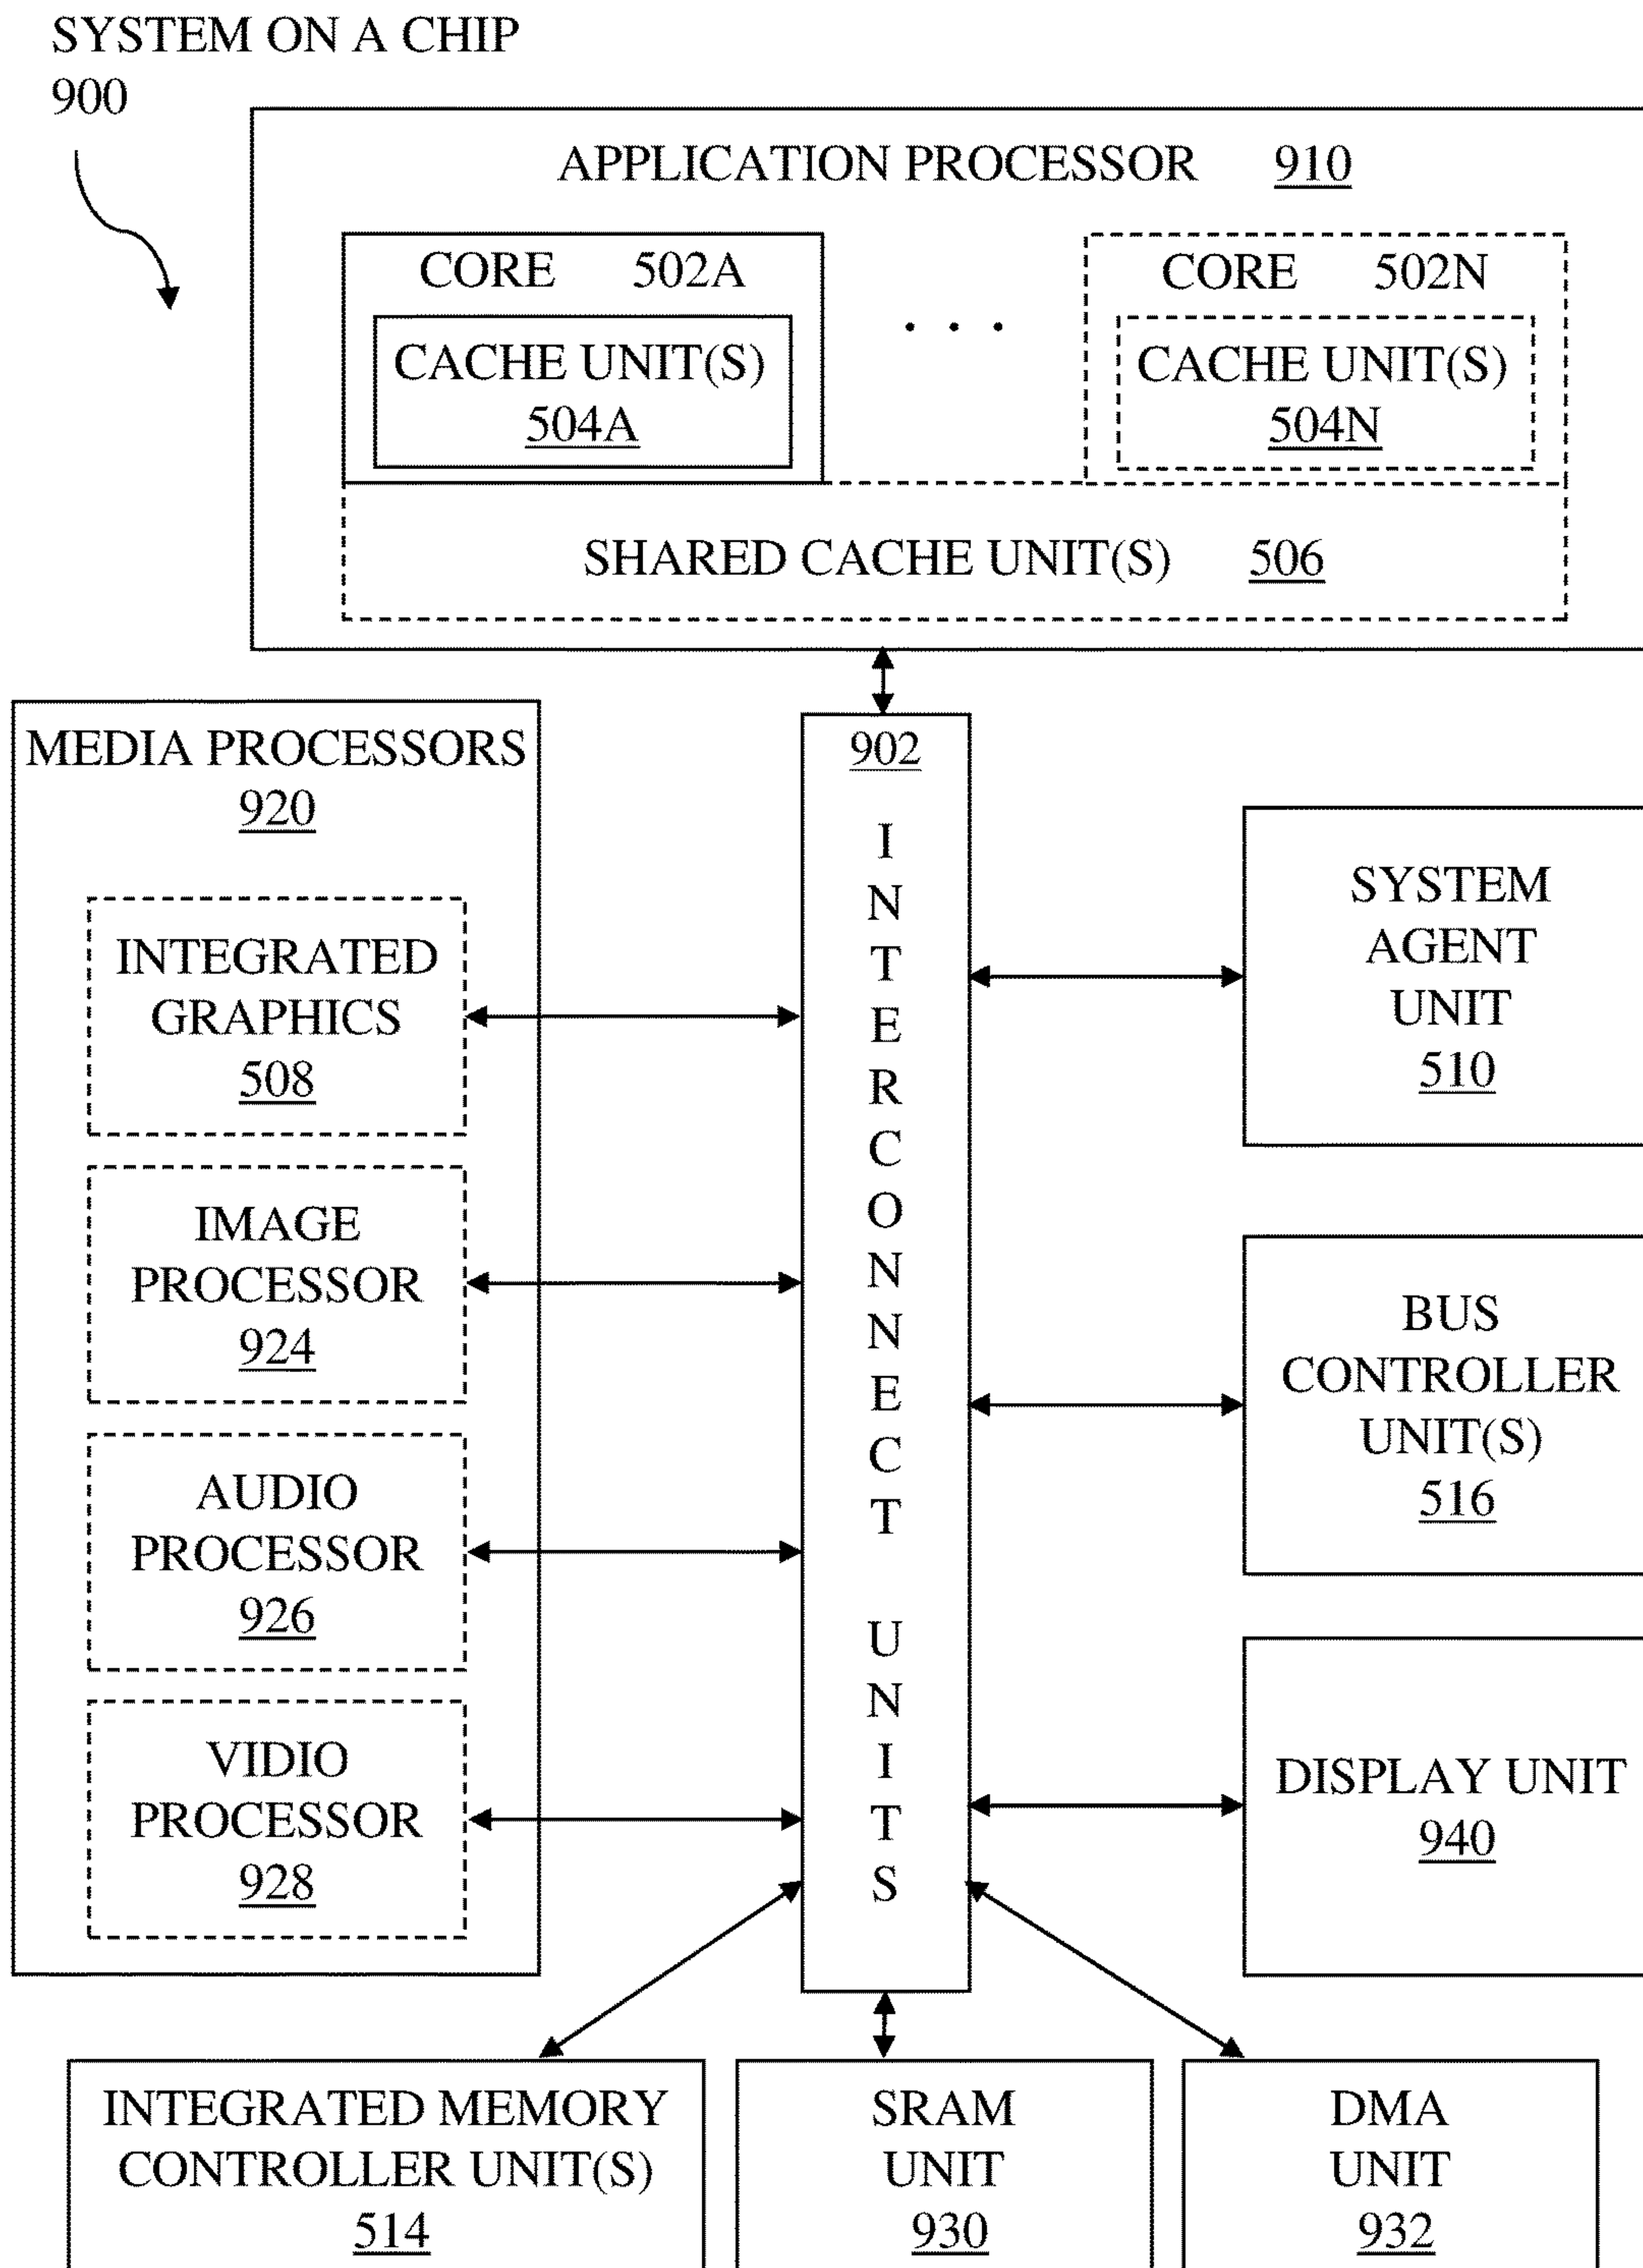 SYSTEM ON A CHIP
900
APPLICATION PROCESSOR 910
CORE 502A
CACHE UNIT(S)
504A
. . .
CORE 502N
CACHE UNIT(S)
504N
SHARED CACHE UNIT(S) 506
MEDIA PROCESSORS
920
INTEGRATED
GRAPHICS
508
IMAGE
PROCESSOR
924
AUDIO
PROCESSOR
926
VIDIO
PROCESSOR
928
902
INTERCONNECT UNITS
SYSTEM
AGENT
UNIT
510
BUS
CONTROLLER
UNIT(S)
516
DISPLAY UNIT
940
INTEGRATED MEMORY
CONTROLLER UNIT(S)
514
SRAM
UNIT
930
DMA
UNIT
932